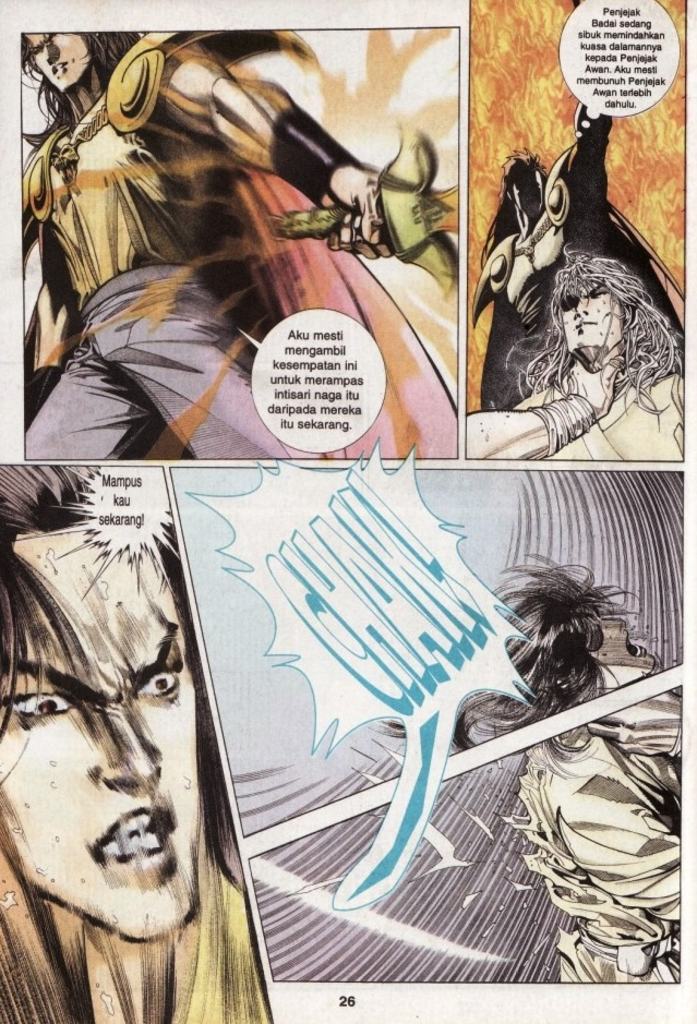 Aku mesti
mengambil
kesempatan ini
untuk merampas
intisari naga itu
daripada mereka
itu sekarang.
Penjejak
Badai sedang
sibuk memindahkan
kuasa dalamannya
kepada Penjejak
Awan. Aku mesti
membunuh Penjejak
Awan terlebih
dahulu.
Mampus
kau
sekarang!
26